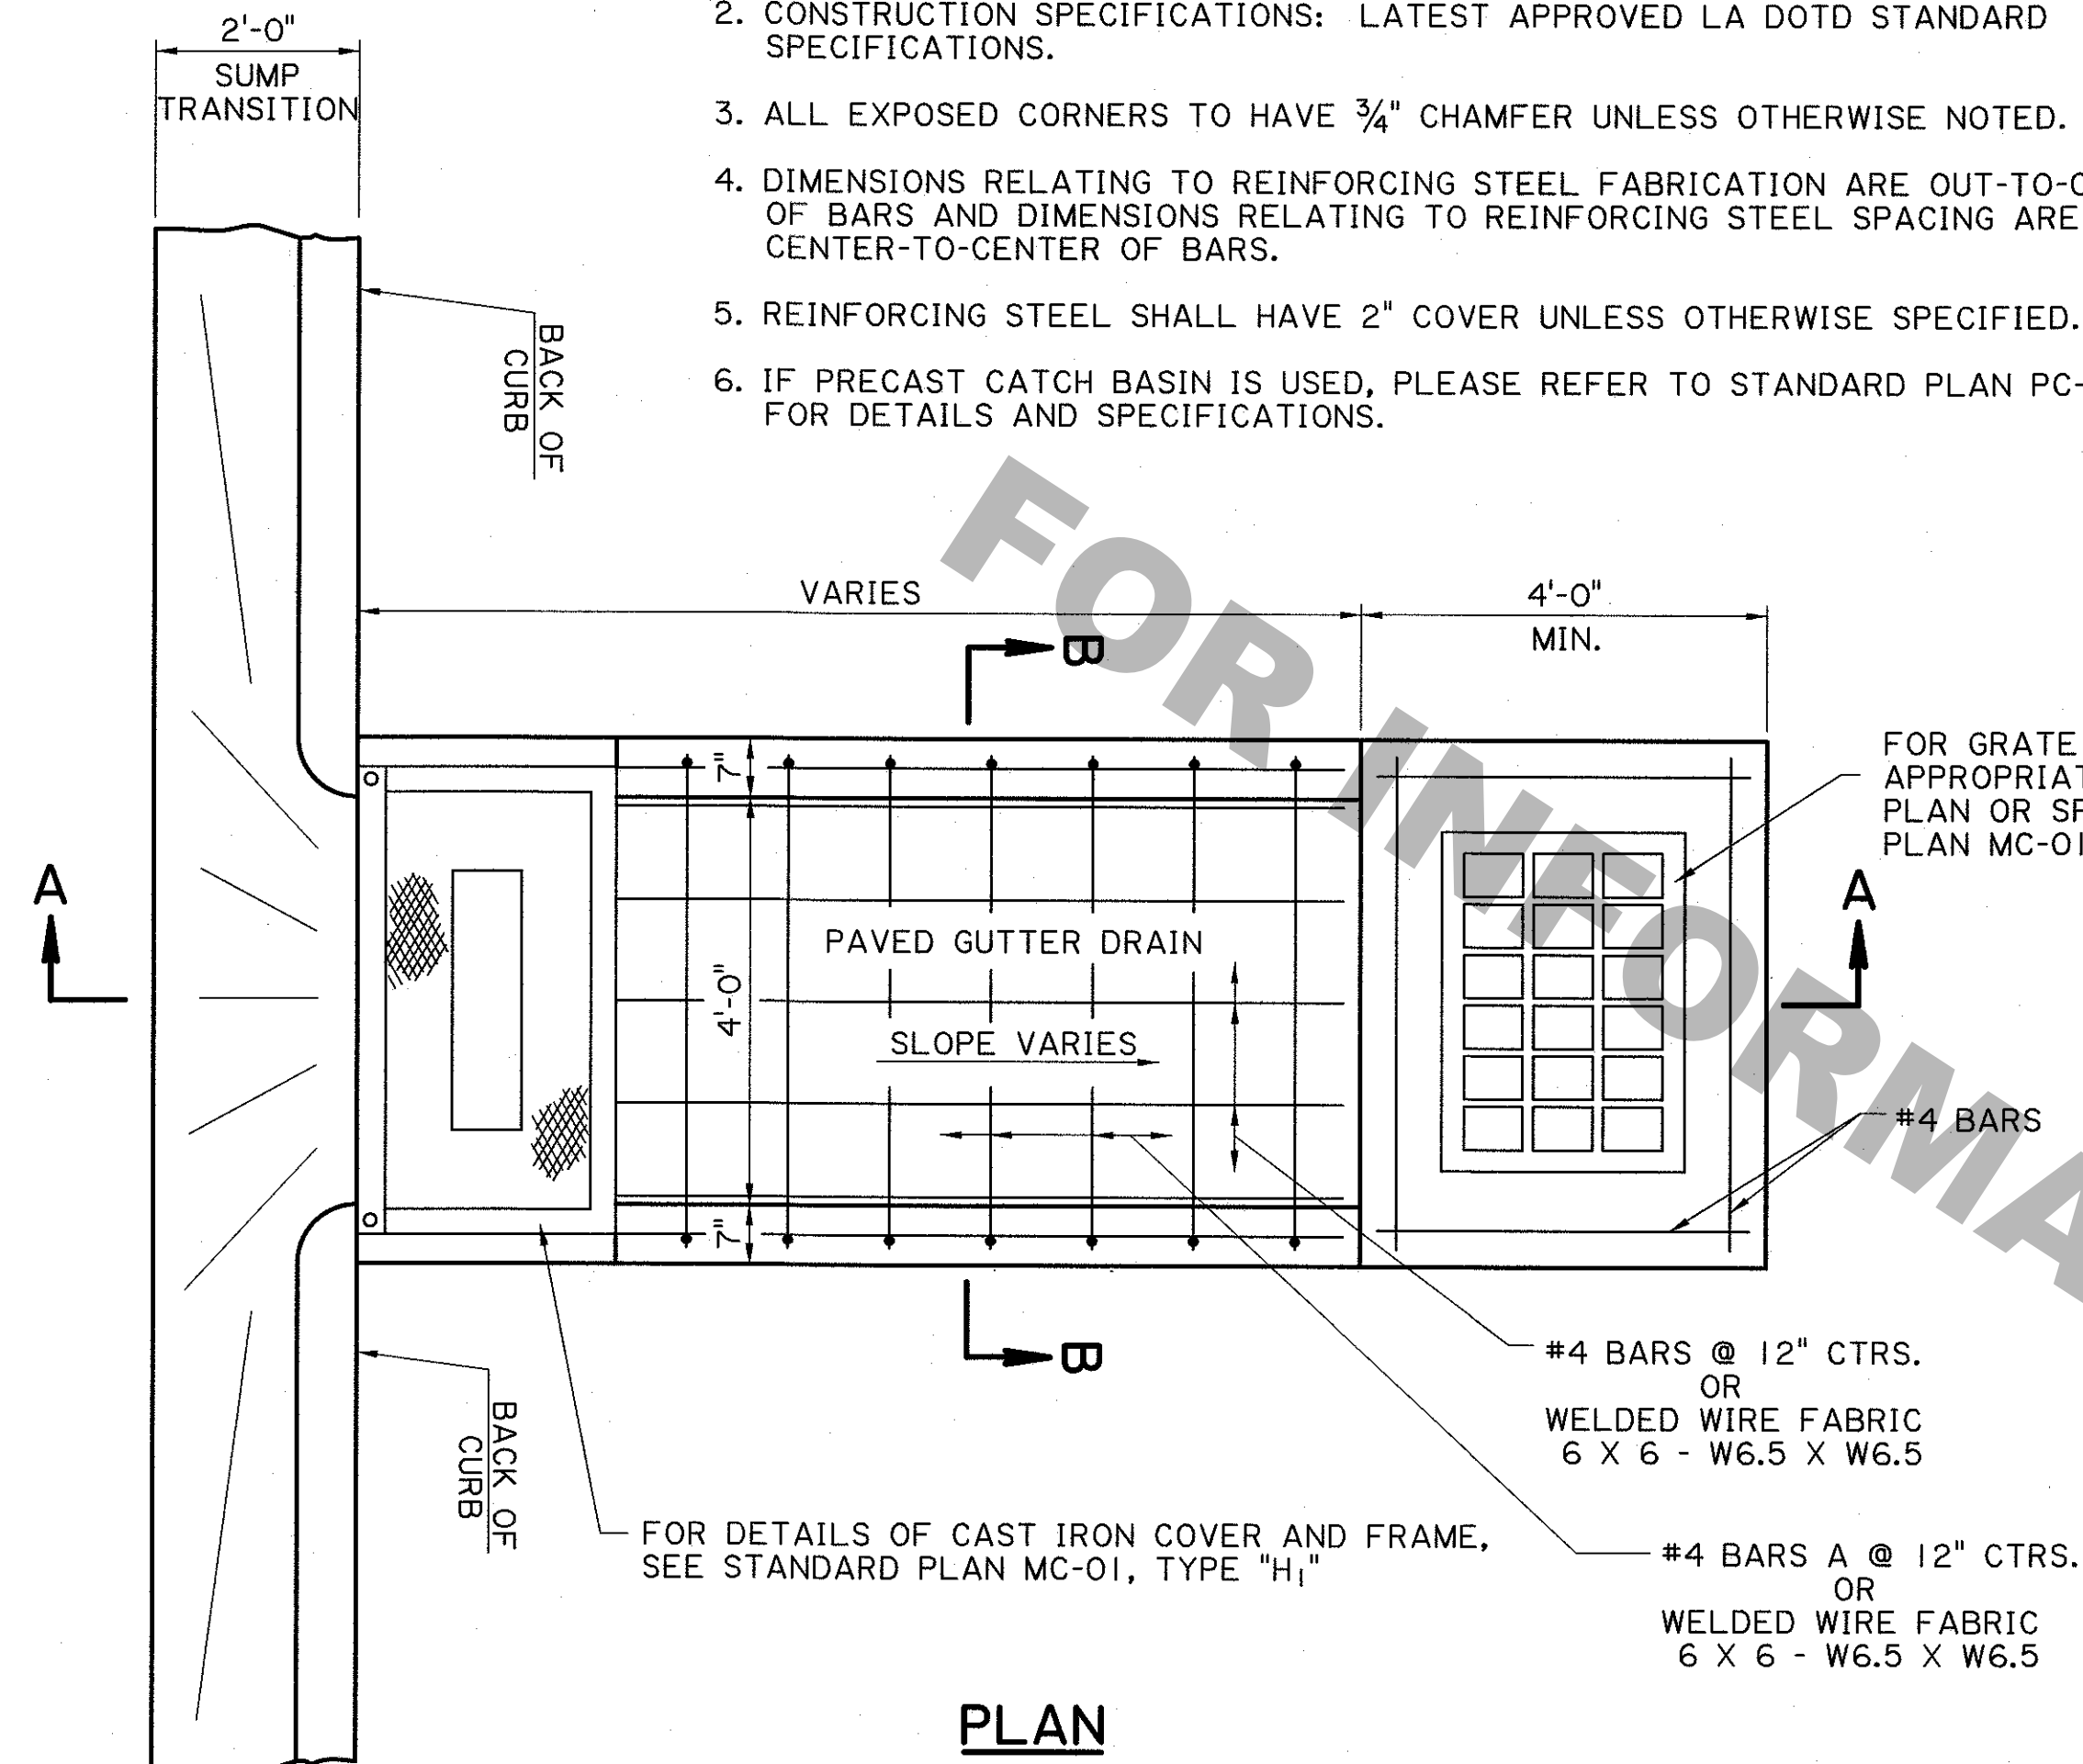 2. CONSTRUCTION SPECIFICATIONS: LATEST APPROVED LA DOTD STANDARD
SPECIFICATIONS.
3. ALL EXPOSED CORNERS TO HAVE ¾" CHAMFER UNLESS OTHERWISE NOTED.
4. DIMENSIONS RELATING TO REINFORCING STEEL FABRICATION ARE OUT-TO-
OF BARS AND DIMENSIONS RELATING TO REINFORCING STEEL SPACING ARE
CENTER-TO-CENTER OF BARS.
5. REINFORCING STEEL SHALL HAVE 2" COVER UNLESS OTHERWISE SPECIFIED.
6. IF PRECAST CATCH BASIN IS USED, PLEASE REFER TO STANDARD PLAN PC-
FOR DETAILS AND SPECIFICATIONS.
2'-0"
SUMP
TRANSITION
BACK OF
CURB
VARIES
4'-0"
MIN.
B
FOR GRATE
APPROPRIAT
PLAN OR SP
PLAN MC-01
7"
A
A
PAVED GUTTER DRAIN
4'-0"
SLOPE VARIES
#4 BARS
7"
B
#4 BARS @ 12" CTRS.
OR
WELDED WIRE FABRIC
6 X 6 - W6.5 X W6.5
BACK OF
CURB
FOR DETAILS OF CAST IRON COVER AND FRAME,
SEE STANDARD PLAN MC-01, TYPE "H₁"
#4 BARS A @ 12" CTRS.
OR
WELDED WIRE FABRIC
6 X 6 - W6.5 X W6.5
PLAN
FOR INFORMA